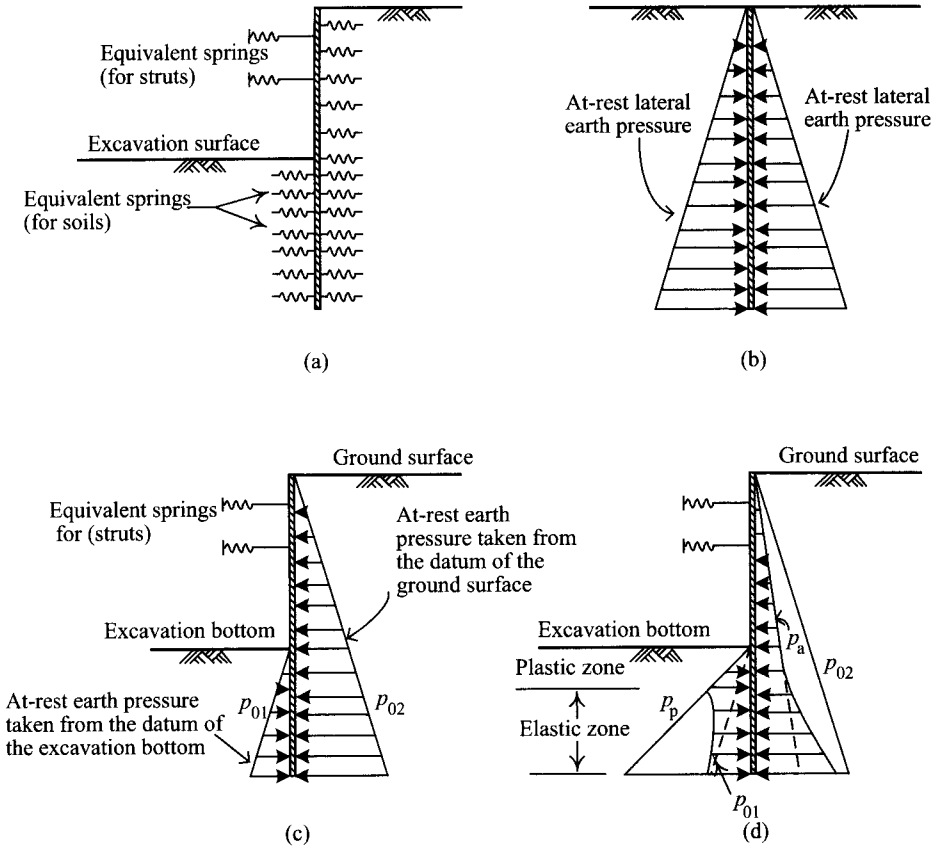 Equivalent springs
(for struts)
Excavation surface
Equivalent springs
(for soils)
(a)
At-rest lateral
earth pressure
At-rest lateral
earth pressure
(b)
Ground surface
Equivalent springs
for (struts)
At-rest earth
pressure taken from
the datum of the
ground surface
Excavation bottom
At-rest earth pressure
taken from the datum of
the excavation bottom
p01
p02
(c)
Ground surface
Excavation bottom
Plastic zone
Elastic zone
pp
pa
p02
p01
(d)